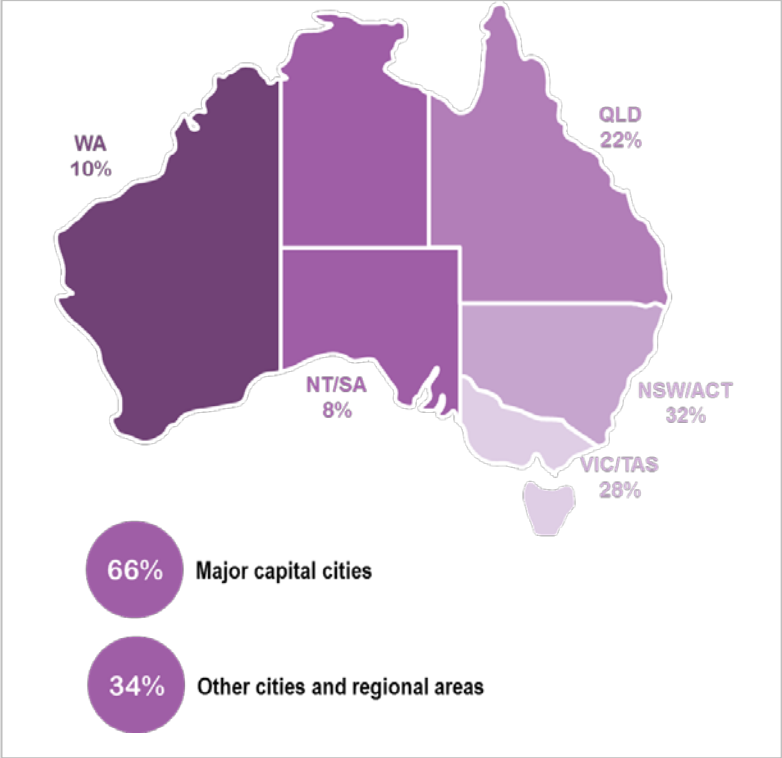 QLD
22%
WA
10%
NT/SA
8%
NSW/ACT
32%
VIC/TAS
28%
66% Major capital cities
34% Other cities and regional areas